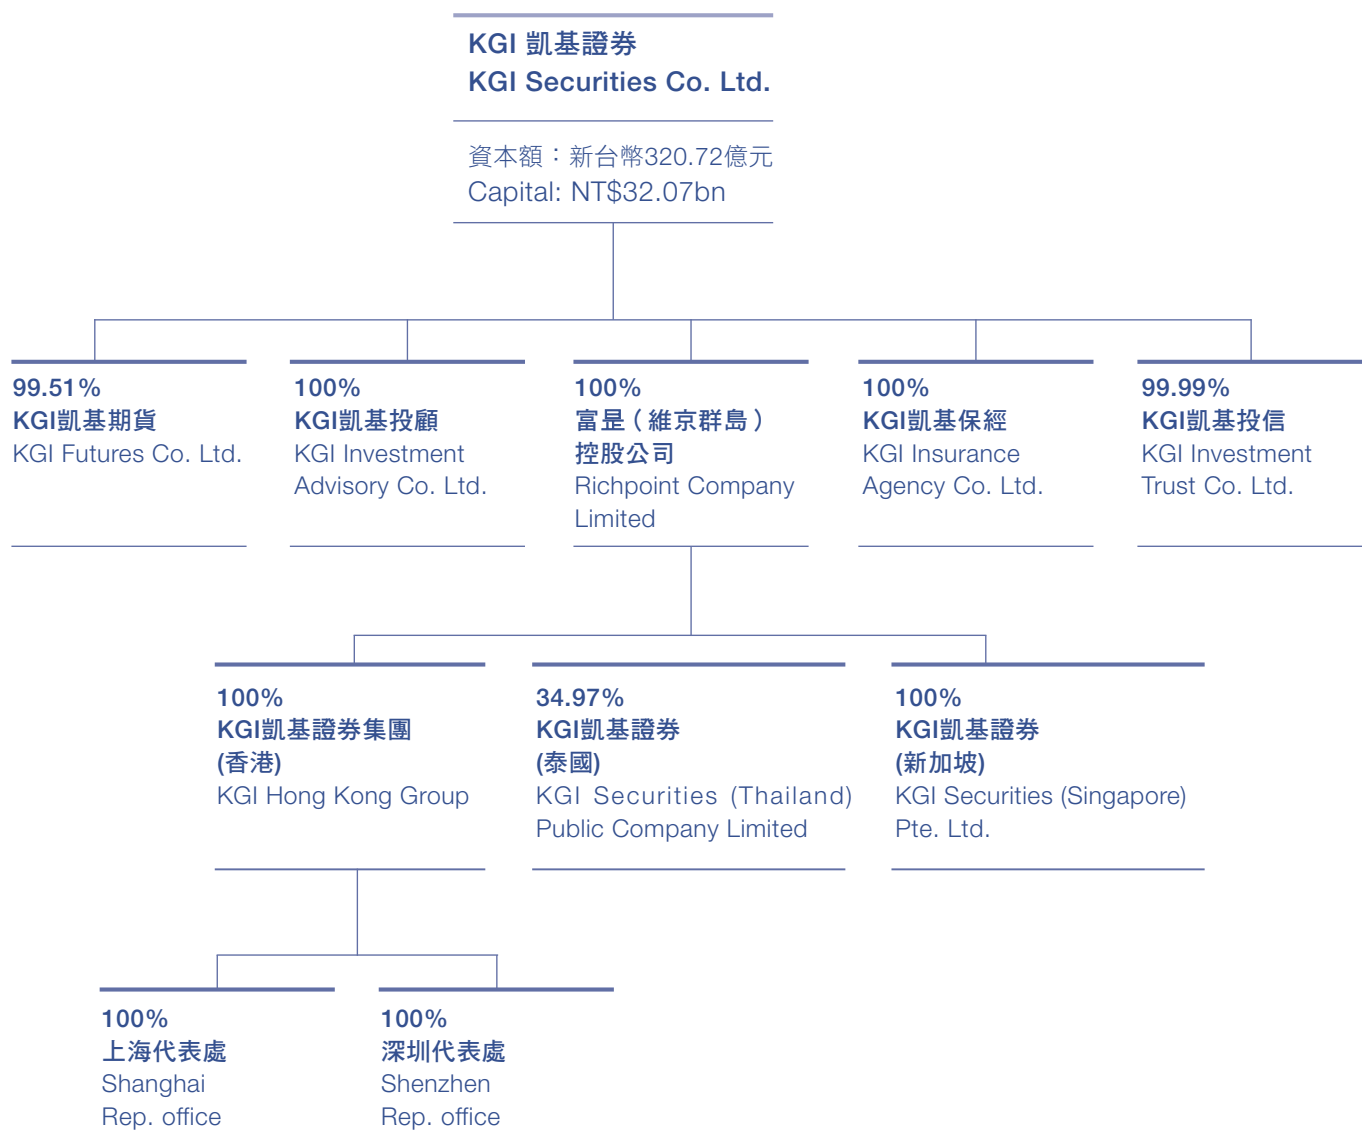 KGI 凱基證券
KGI Securities Co. Ltd.
資本額：新台幣320.72億元
Capital: NT$32.07bn
99.51%
KGI凱基期貨
KGI Futures Co. Ltd.
100%
KGI凱基投顧
KGI Investment
Advisory Co. Ltd.
100%
富昰（維京群島）
控股公司
Richpoint Company
Limited
100%
KGI凱基保經
KGI Insurance
Agency Co. Ltd.
99.99%
KGI凱基投信
KGI Investment
Trust Co. Ltd.
100%
KGI凱基證券集團
(香港)
KGI Hong Kong Group
34.97%
KGI凱基證券
(泰國)
KGI Securities (Thailand)
Public Company Limited
100%
KGI凱基證券
(新加坡)
KGI Securities (Singapore)
Pte. Ltd.
100%
上海代表處
Shanghai
Rep. office
100%
深圳代表處
Shenzhen
Rep. office